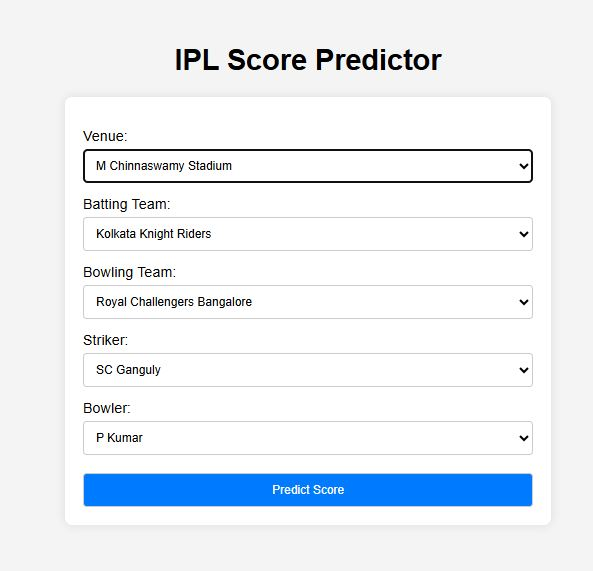 IPL Score Predictor
Venue:
M Chinnaswamy Stadium
Batting Team:
Kolkata Knight Riders
Bowling Team:
Royal Challengers Bangalore
Striker:
SC Ganguly
Bowler:
P Kumar
Predict Score